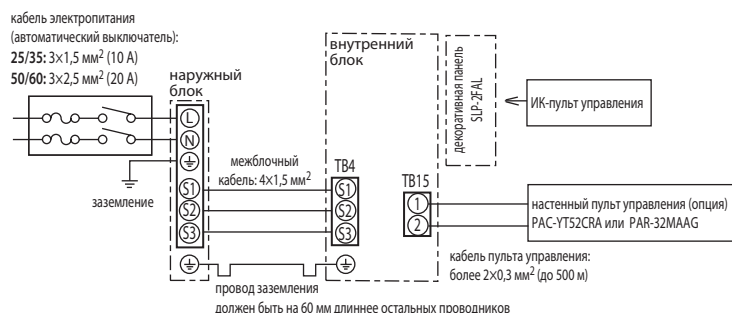 кабель электропитания
(автоматический выключатель):
25/35: 3×1,5 мм² (10 А)
50/60: 3×2,5 мм² (20 А)
наружный
блок
внутренний
блок
декоративная панель
SLP-2FAL
ИК-пульт управления
L
N
заземление
межблочный
кабель: 4×1,5 мм²
S1
S2
S3
TB4
S1
S2
S3
TB15
1
2
настенный пульт управления (опция)
PAC-YT52CRA или PAR-32MAAG
кабель пульта управления:
более 2×0,3 мм² (до 500 м)
провод заземления
должен быть на 60 мм длиннее остальных проводников